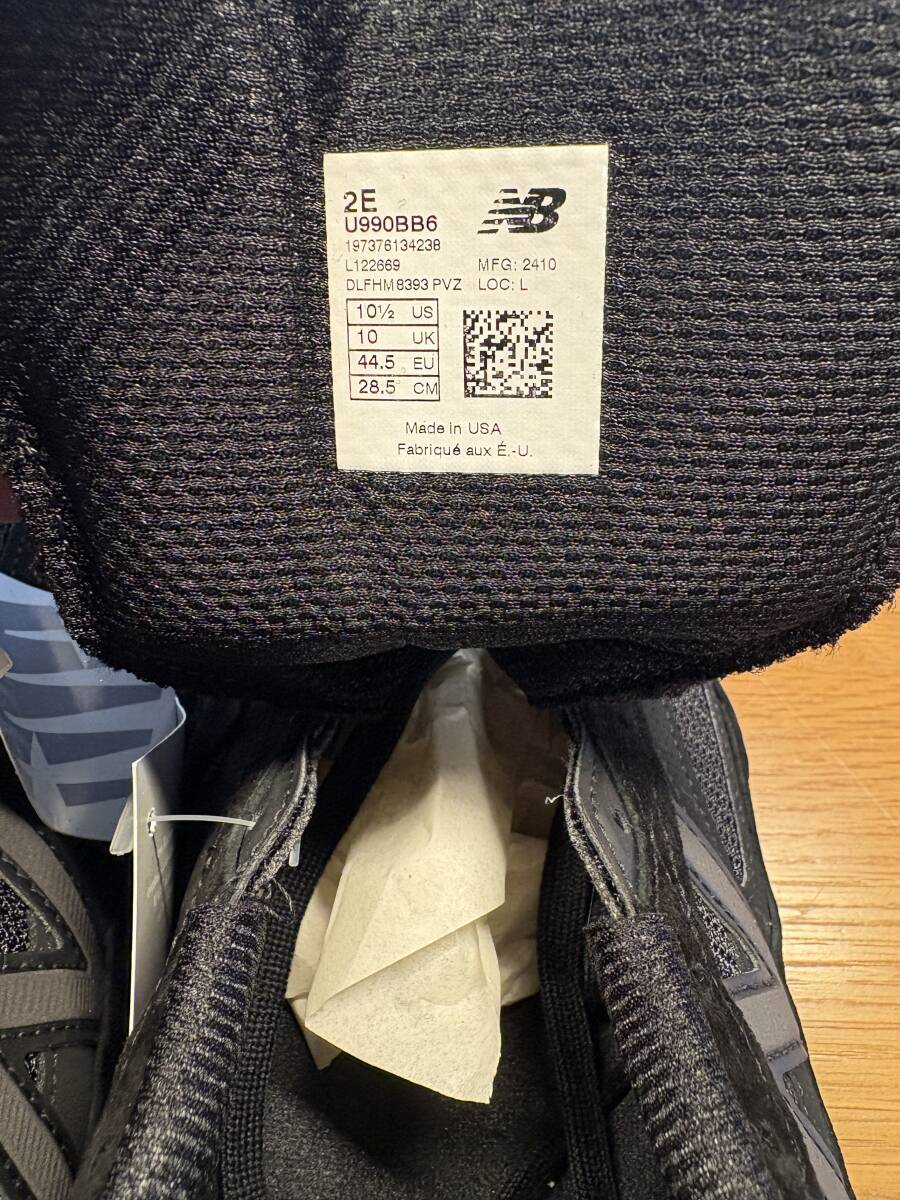 2E
NB
U990BB6
197376134238
L122669 MFG: 2410
DLFHM8393 PVZ LOC: L
10½ US
10 UK
44.5 EU
28.5 CM
Made in USA
Fabriqué aux É.-U.